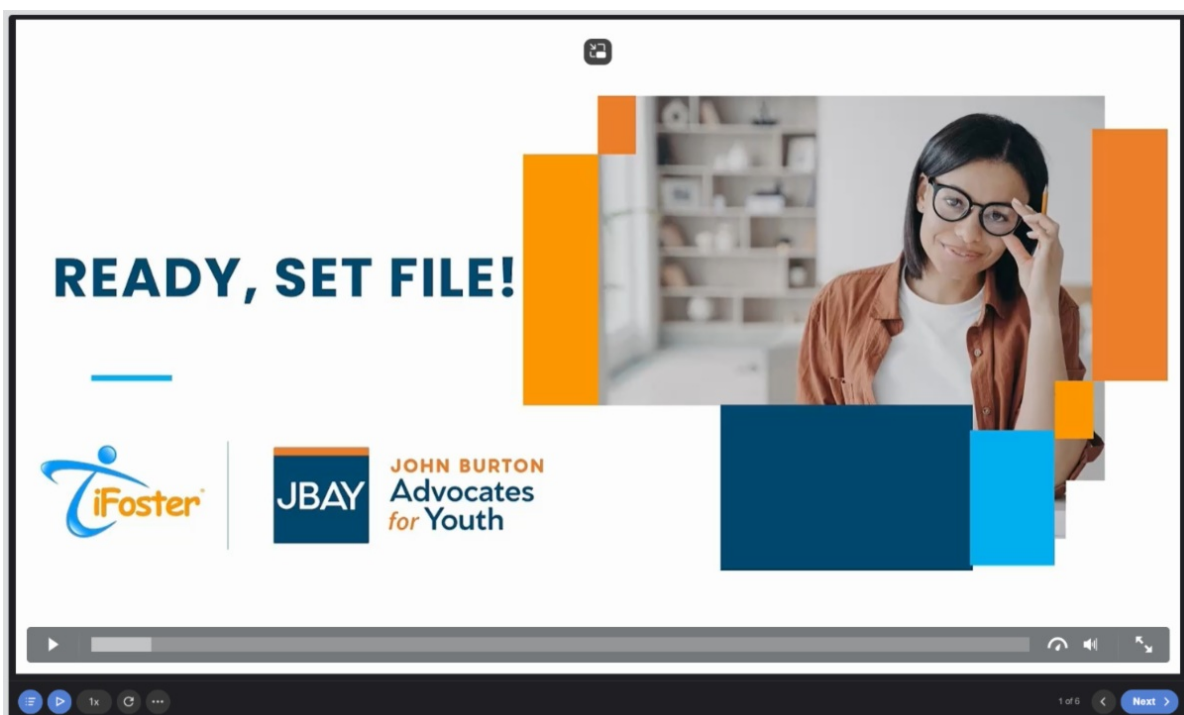 READY, SET FILE!
iFoster
JBAY
JOHN BURTON
Advocates
for Youth
1x
1 of 6
Next